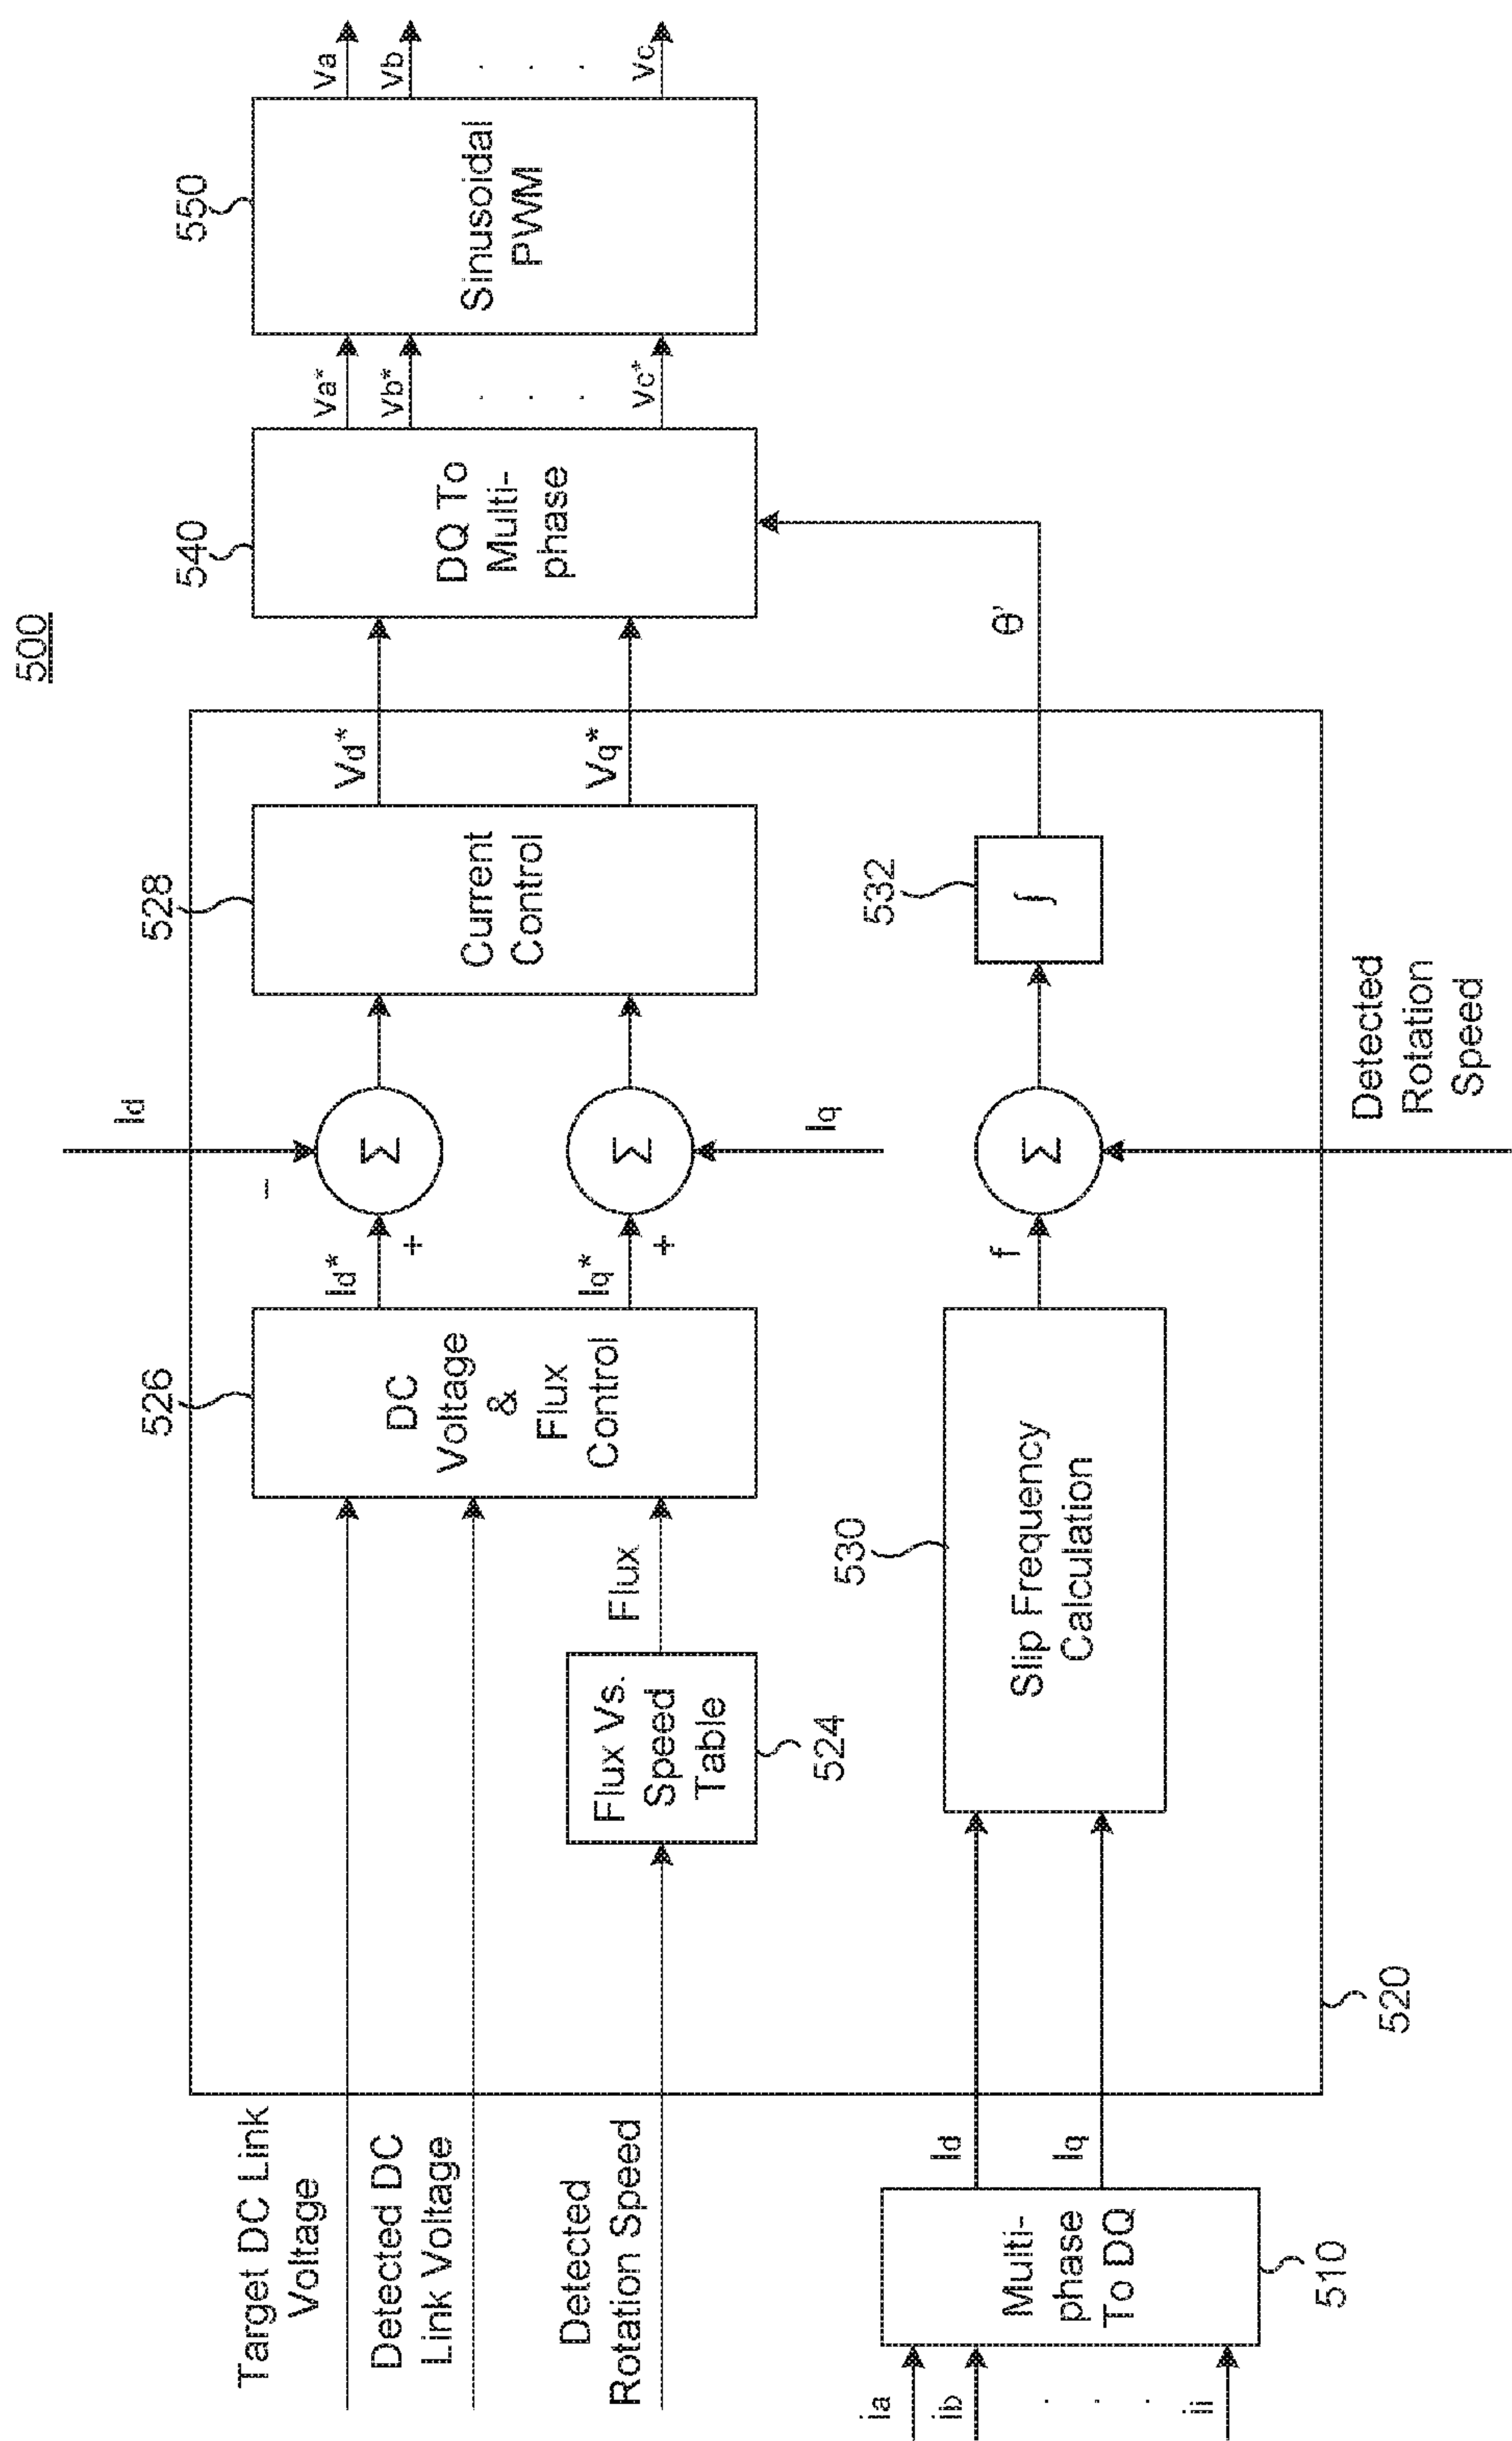 500
Target DC Link
Voltage
Detected DC
Link Voltage
Detected
Rotation Speed
Flux Vs.
Speed
Table
524
Flux
526
DC
Voltage
&
Flux
Control
Id*
+
Iq*
+
Id
−
Σ
Iq
Σ
528
Current
Control
Vd*
Vq*
540
DQ To
Multi-
phase
Va*
Vb*
. . .
Vc*
550
Sinusoidal
PWM
Va
Vb
. . .
Vc
ia
ib
. . .
ii
Multi-
phase
To DQ
510
Id
Iq
530
Slip Frequency
Calculation
f
Σ
Detected
Rotation
Speed
532
∫
θ'
520